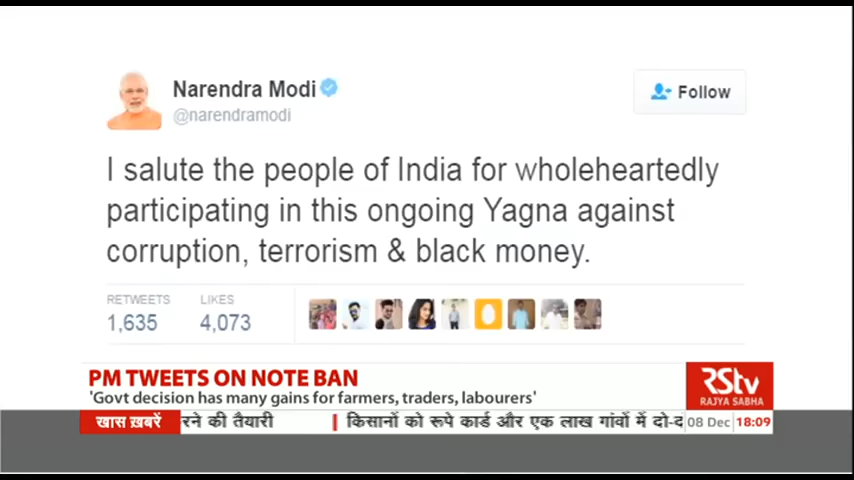 Narendra Modi
@narendramodi
Follow
I salute the people of India for wholeheartedly
participating in this ongoing Yagna against
corruption, terrorism & black money.
RETWEETS LIKES
1,635 4,073
PM TWEETS ON NOTE BAN
'Govt decision has many gains for farmers, traders, labourers'
RSTV
RAJYA SABHA
खास ख़बरें रने की तैयारी | किसानों को रूपे कार्ड और एक लाख गांवों में दो-द 08 Dec 18:09